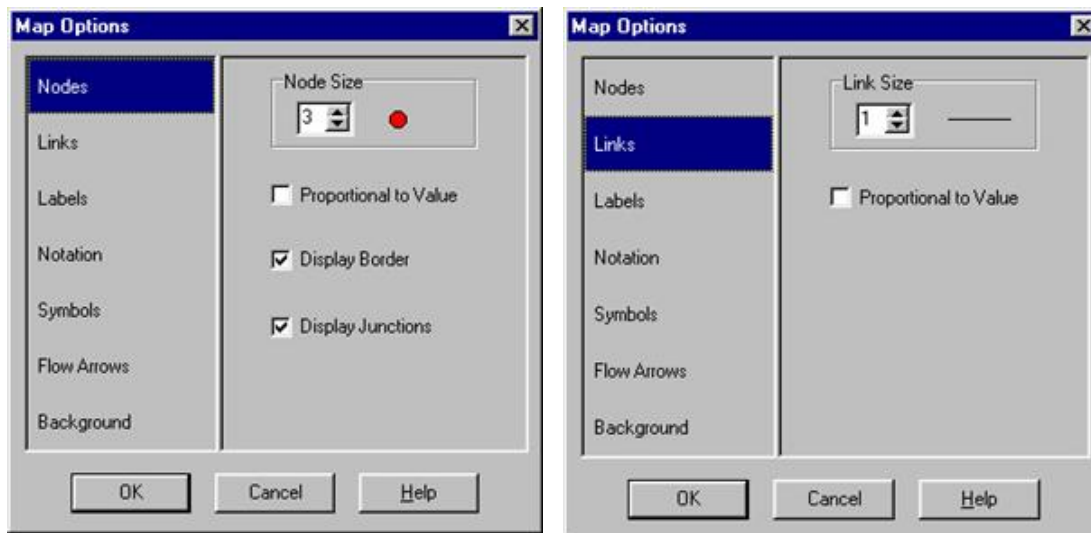 Map Options
Nodes
Links
Labels
Notation
Symbols
Flow Arrows
Background
Node Size
3
Proportional to Value
Display Border
Display Junctions
OK
Cancel
Help
Map Options
Nodes
Links
Labels
Notation
Symbols
Flow Arrows
Background
Link Size
1
Proportional to Value
OK
Cancel
Help